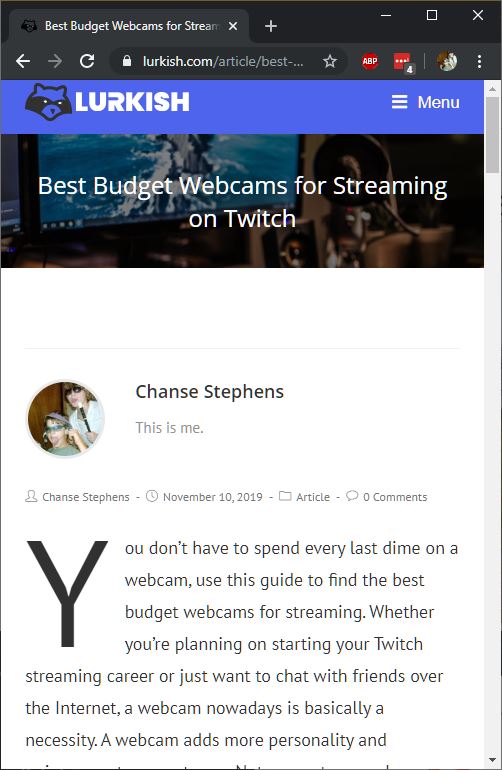 Best Budget Webcams for Stream
lurkish.com/article/best-...
ABP
4
LURKISH
Menu
Best Budget Webcams for Streaming
on Twitch
Chanse Stephens
This is me.
Chanse Stephens - November 10, 2019 - Article - 0 Comments
You don’t have to spend every last dime on a
webcam, use this guide to find the best
budget webcams for streaming. Whether
you’re planning on starting your Twitch
streaming career or just want to chat with friends over
the Internet, a webcam nowadays is basically a
necessity. A webcam adds more personality and